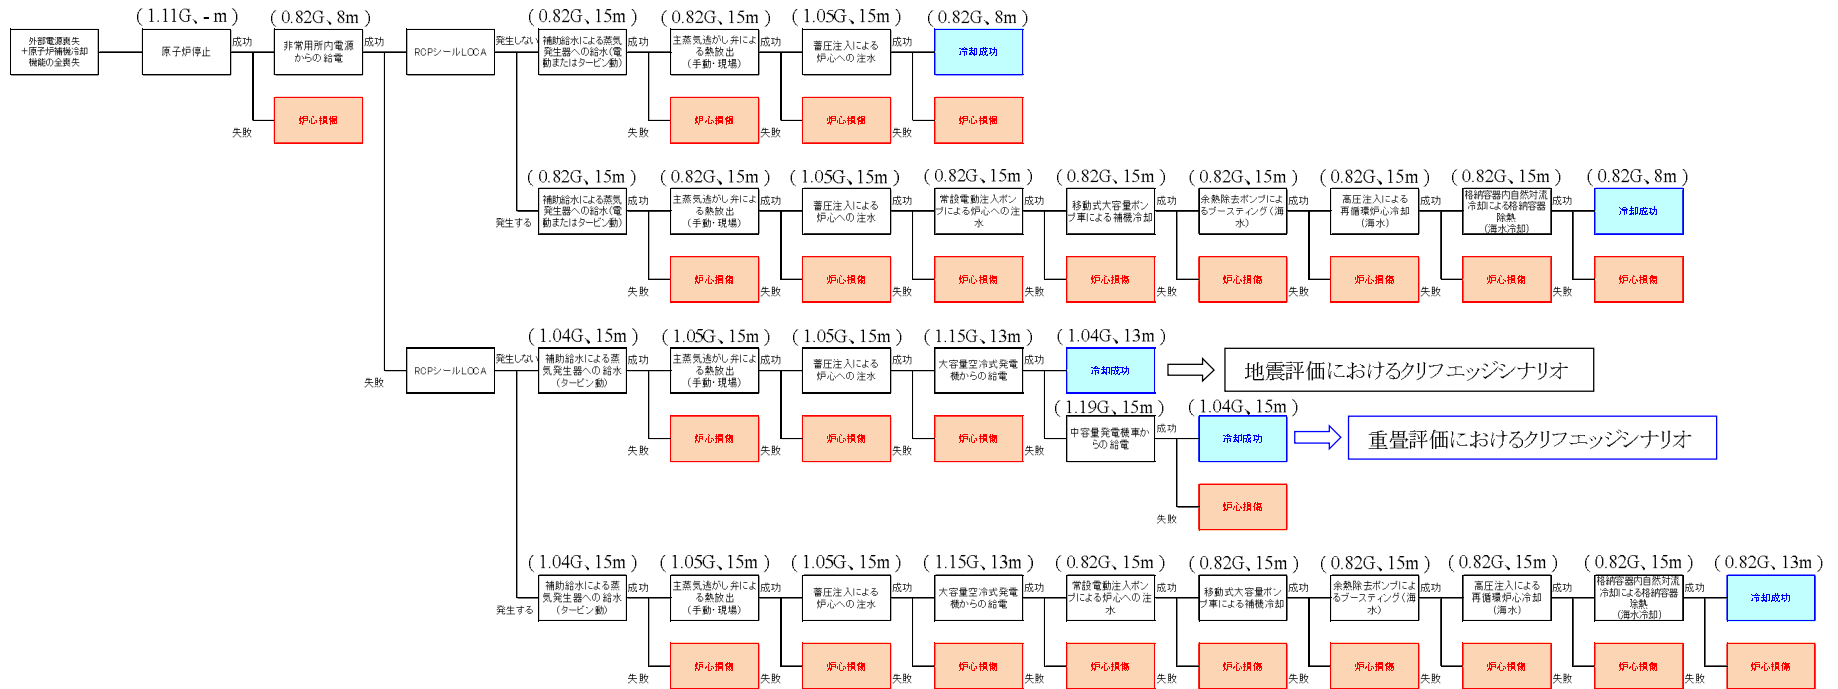 (1.11G、- m)
(0.82G、8m)
(0.82G、15m)
(0.82G、15m)
(1.05G、15m)
(0.82G、8m)
外部電源喪失
+原子炉補機冷却
機能の全喪失
原子炉停止
成功
非常用所内電源
からの給電
成功
RCPシールLOCA
発生しない
補助給水による蒸気
発生器への給水(電
動またはタービン動)
成功
主蒸気逃がし弁によ
る熱放出
(手動・現場)
成功
蓄圧注入による
炉心への注水
成功
冷却成功
失敗
炉心損傷
失敗
炉心損傷
失敗
炉心損傷
失敗
炉心損傷
(0.82G、15m)
(0.82G、15m)
(1.05G、15m)
(0.82G、15m)
(0.82G、15m)
(0.82G、15m)
(0.82G、15m)
(0.82G、15m)
(0.82G、8m)
発生する
補助給水による蒸気
発生器への給水(電
動またはタービン動)
成功
主蒸気逃がし弁によ
る熱放出
(手動・現場)
成功
蓄圧注入による
炉心への注水
成功
常設電動注入ポン
プによる炉心への注
水
成功
移動式大容量ポン
プ車による補機冷却
成功
余熱除去ポンプによ
るブースティング(海
水)
成功
高圧注入による
再循環炉心冷却
(海水)
成功
格納容器内自然対流
冷却による格納容器
除熱
(海水冷却)
成功
冷却成功
失敗
炉心損傷
失敗
炉心損傷
失敗
炉心損傷
失敗
炉心損傷
失敗
炉心損傷
失敗
炉心損傷
失敗
炉心損傷
失敗
炉心損傷
(1.04G、15m)
(1.05G、15m)
(1.05G、15m)
(1.15G、13m)
(1.04G、13m)
失敗
RCPシールLOCA
発生しない
補助給水による蒸
気発生器への給水
(タービン動)
成功
主蒸気逃がし弁によ
る熱放出
(手動・現場)
成功
蓄圧注入による
炉心への注水
成功
大容量空冷式発電
機からの給電
成功
冷却成功
地震評価におけるクリフエッジシナリオ
失敗
炉心損傷
失敗
炉心損傷
失敗
炉心損傷
失敗
(1.19G、15m)
(1.04G、15m)
中容量発電機車か
らの給電
成功
冷却成功
重畳評価におけるクリフエッジシナリオ
失敗
炉心損傷
(1.04G、15m)
(1.05G、15m)
(1.05G、15m)
(1.15G、13m)
(0.82G、15m)
(0.82G、15m)
(0.82G、15m)
(0.82G、15m)
(0.82G、15m)
(0.82G、13m)
発生する
補助給水による蒸
気発生器への給水
(タービン動)
成功
主蒸気逃がし弁によ
る熱放出
(手動・現場)
成功
蓄圧注入による
炉心への注水
成功
大容量空冷式発電
機からの給電
成功
常設電動注入ポン
プによる炉心への注
水
成功
移動式大容量ポン
プ車による補機冷却
成功
余熱除去ポンプによ
るブースティング(海
水)
成功
高圧注入による
再循環炉心冷却
(海水)
成功
格納容器内自然対流
冷却による格納容器
除熱
(海水冷却)
成功
冷却成功
失敗
炉心損傷
失敗
炉心損傷
失敗
炉心損傷
失敗
炉心損傷
失敗
炉心損傷
失敗
炉心損傷
失敗
炉心損傷
失敗
炉心損傷
失敗
炉心損傷